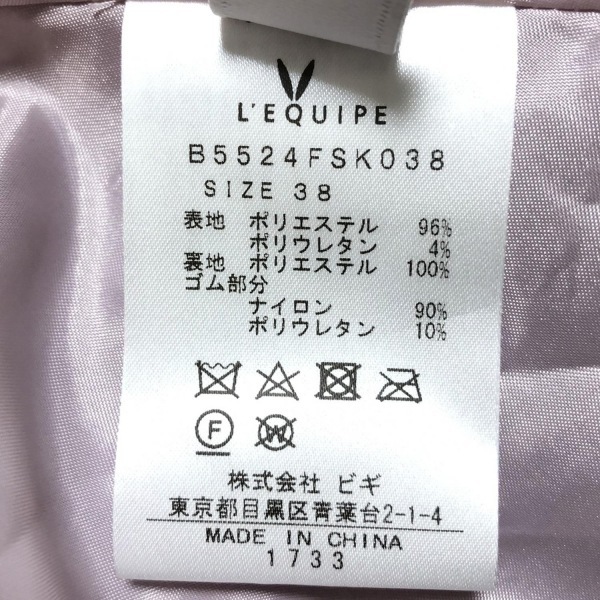 L'EQUIPE
B5524FSK038
SIZE 38
表地 ポリエステル 96%
ポリウレタン 4%
裏地 ポリエステル 100%
ゴム部分
ナイロン 90%
ポリウレタン 10%
F W
株式会社 ビギ
東京都目黒区青葉台2-1-4
MADE IN CHINA
1733